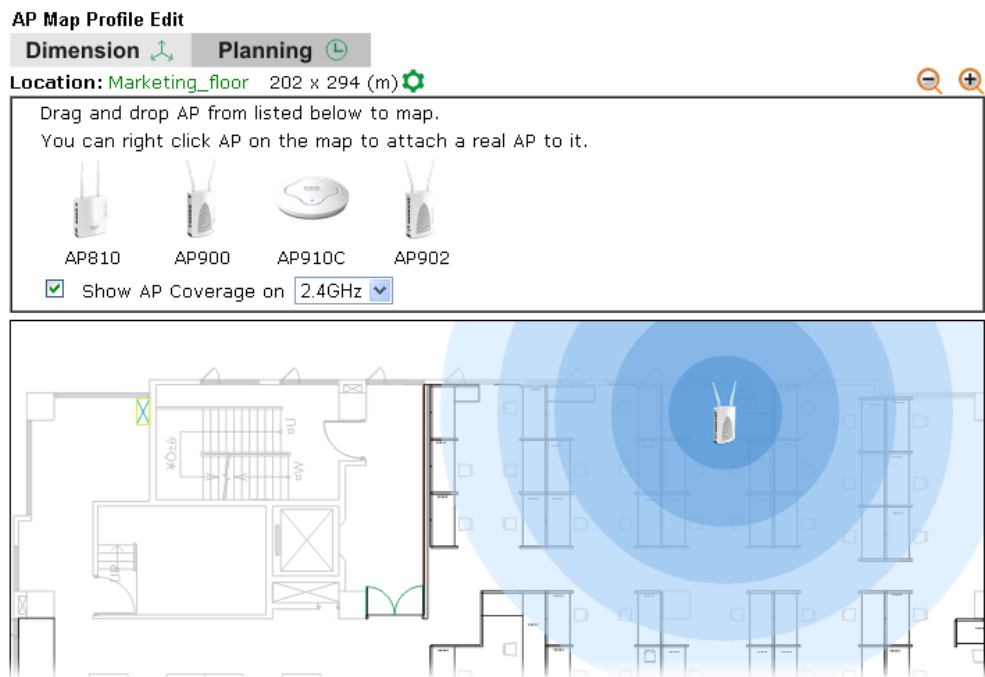 AP Map Profile Edit
Dimension Planning
Location: Marketing_floor 202 x 294 (m)
Drag and drop AP from listed below to map.
You can right click AP on the map to attach a real AP to it.
AP810 AP900 AP910C AP902
Show AP Coverage on 2.4GHz
UP